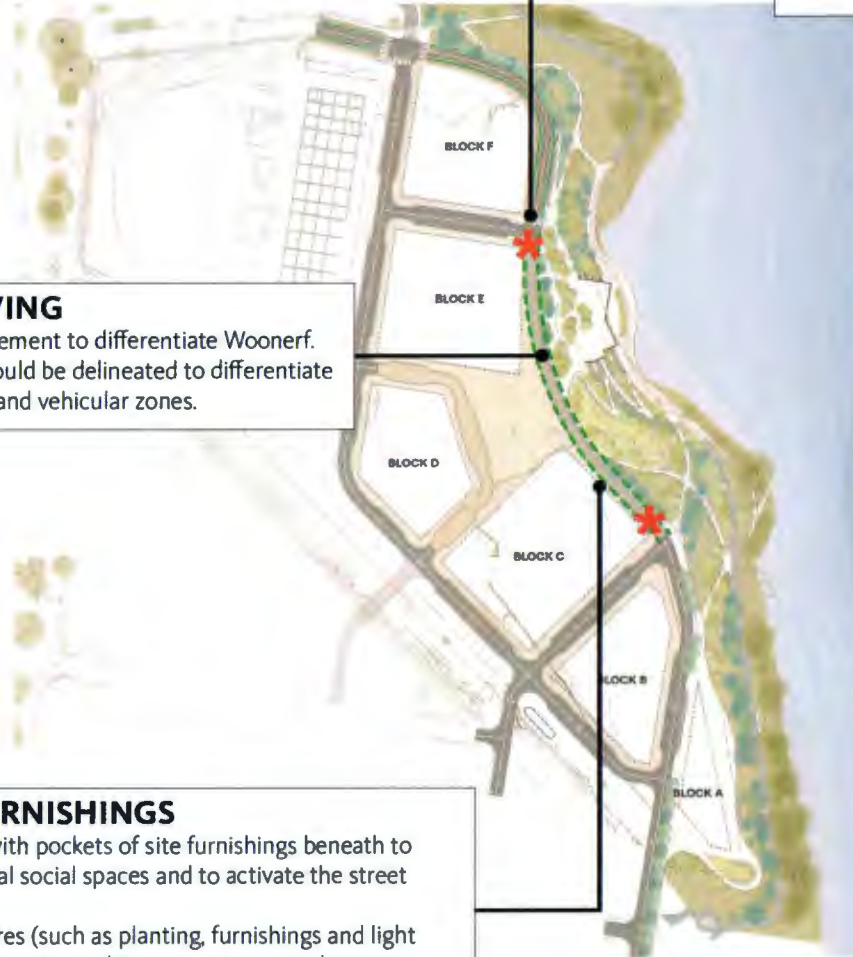 BLOCK F
VING
ement to differentiate Woonerf.
ould be delineated to differentiate
and vehicular zones.
BLOCK E
BLOCK D
BLOCK C
LOCK B
BLOCK A
RNISHINGS
with pockets of site furnishings beneath to
al social spaces and to activate the street
res (such as planting, furnishings and light